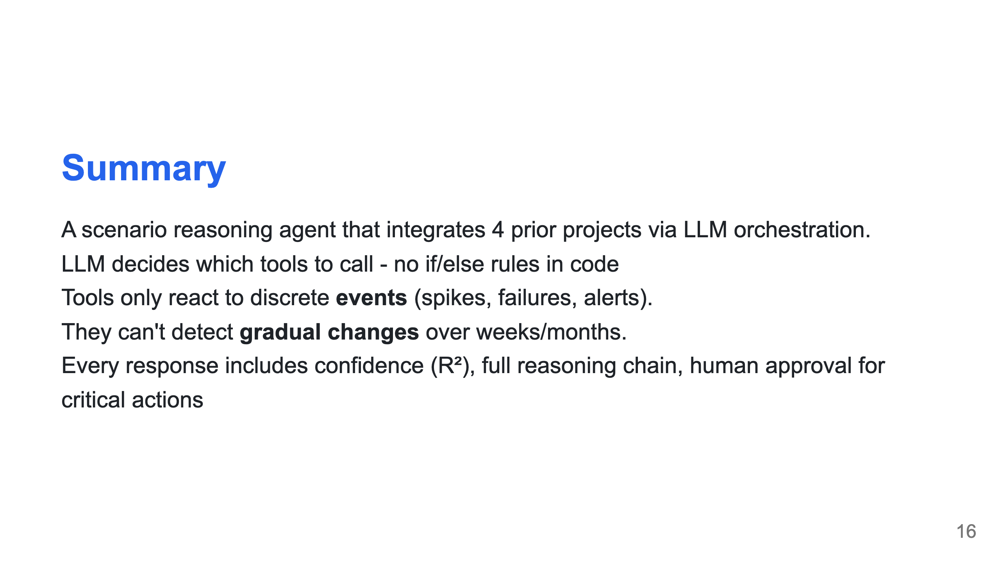 Summary
A scenario reasoning agent that integrates 4 prior projects via LLM orchestration.
LLM decides which tools to call - no if/else rules in code
Tools only react to discrete events (spikes, failures, alerts).
They can't detect gradual changes over weeks/months.
Every response includes confidence (R²), full reasoning chain, human approval for
critical actions
16